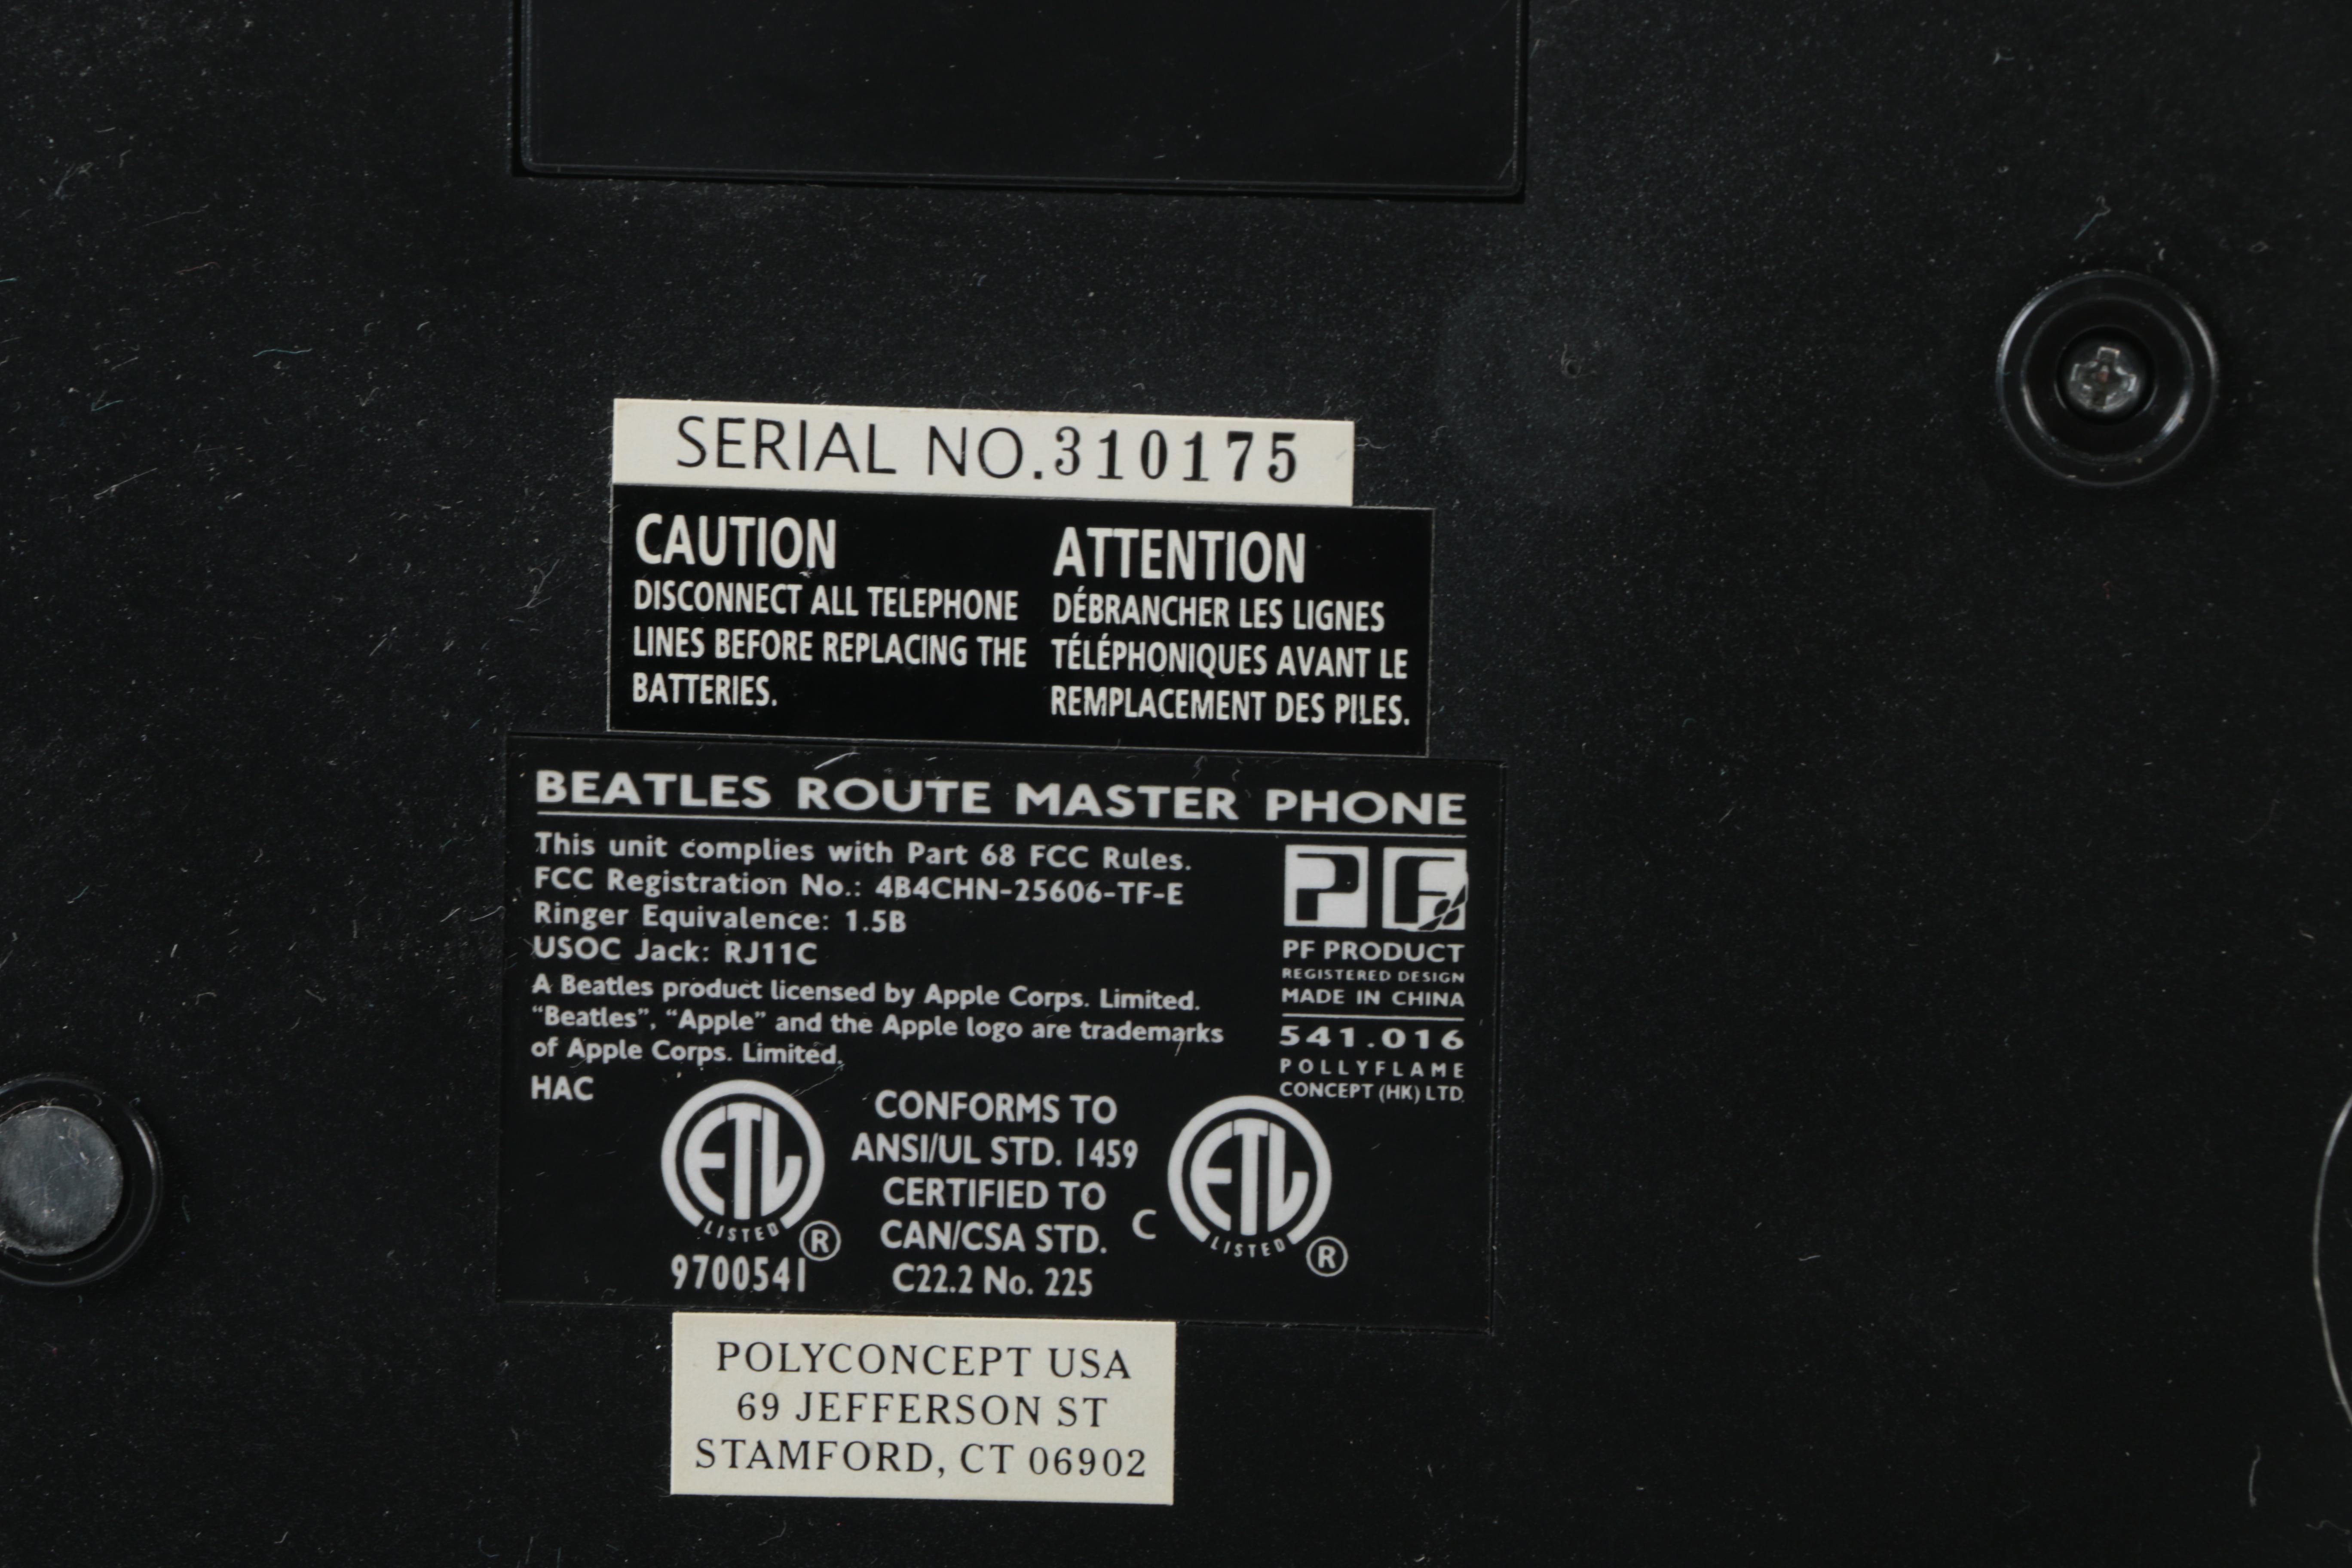 SERIAL NO.310175
CAUTION
DISCONNECT ALL TELEPHONE
LINES BEFORE REPLACING THE
BATTERIES.
ATTENTION
DÉBRANCHER LES LIGNES
TÉLÉPHONIQUES AVANT LE
REMPLACEMENT DES PILES.
BEATLES ROUTE MASTER PHONE
This unit complies with Part 68 FCC Rules.
FCC Registration No.: 4B4CHN-25606-TF-E
Ringer Equivalence: 1.5B
USOC Jack: RJ11C
A Beatles product licensed by Apple Corps. Limited.
“Beatles”, “Apple” and the Apple logo are trademarks
of Apple Corps. Limited.
HAC
PF
PF PRODUCT
REGISTERED DESIGN
MADE IN CHINA
541.016
POLLYFLAME
CONCEPT (HK) LTD.
ETL
LISTED ®
9700541
CONFORMS TO
ANSI/UL STD. 1459
CERTIFIED TO
CAN/CSA STD.
C22.2 No. 225
C ETL
LISTED ®
POLYCONCEPT USA
69 JEFFERSON ST
STAMFORD, CT 06902